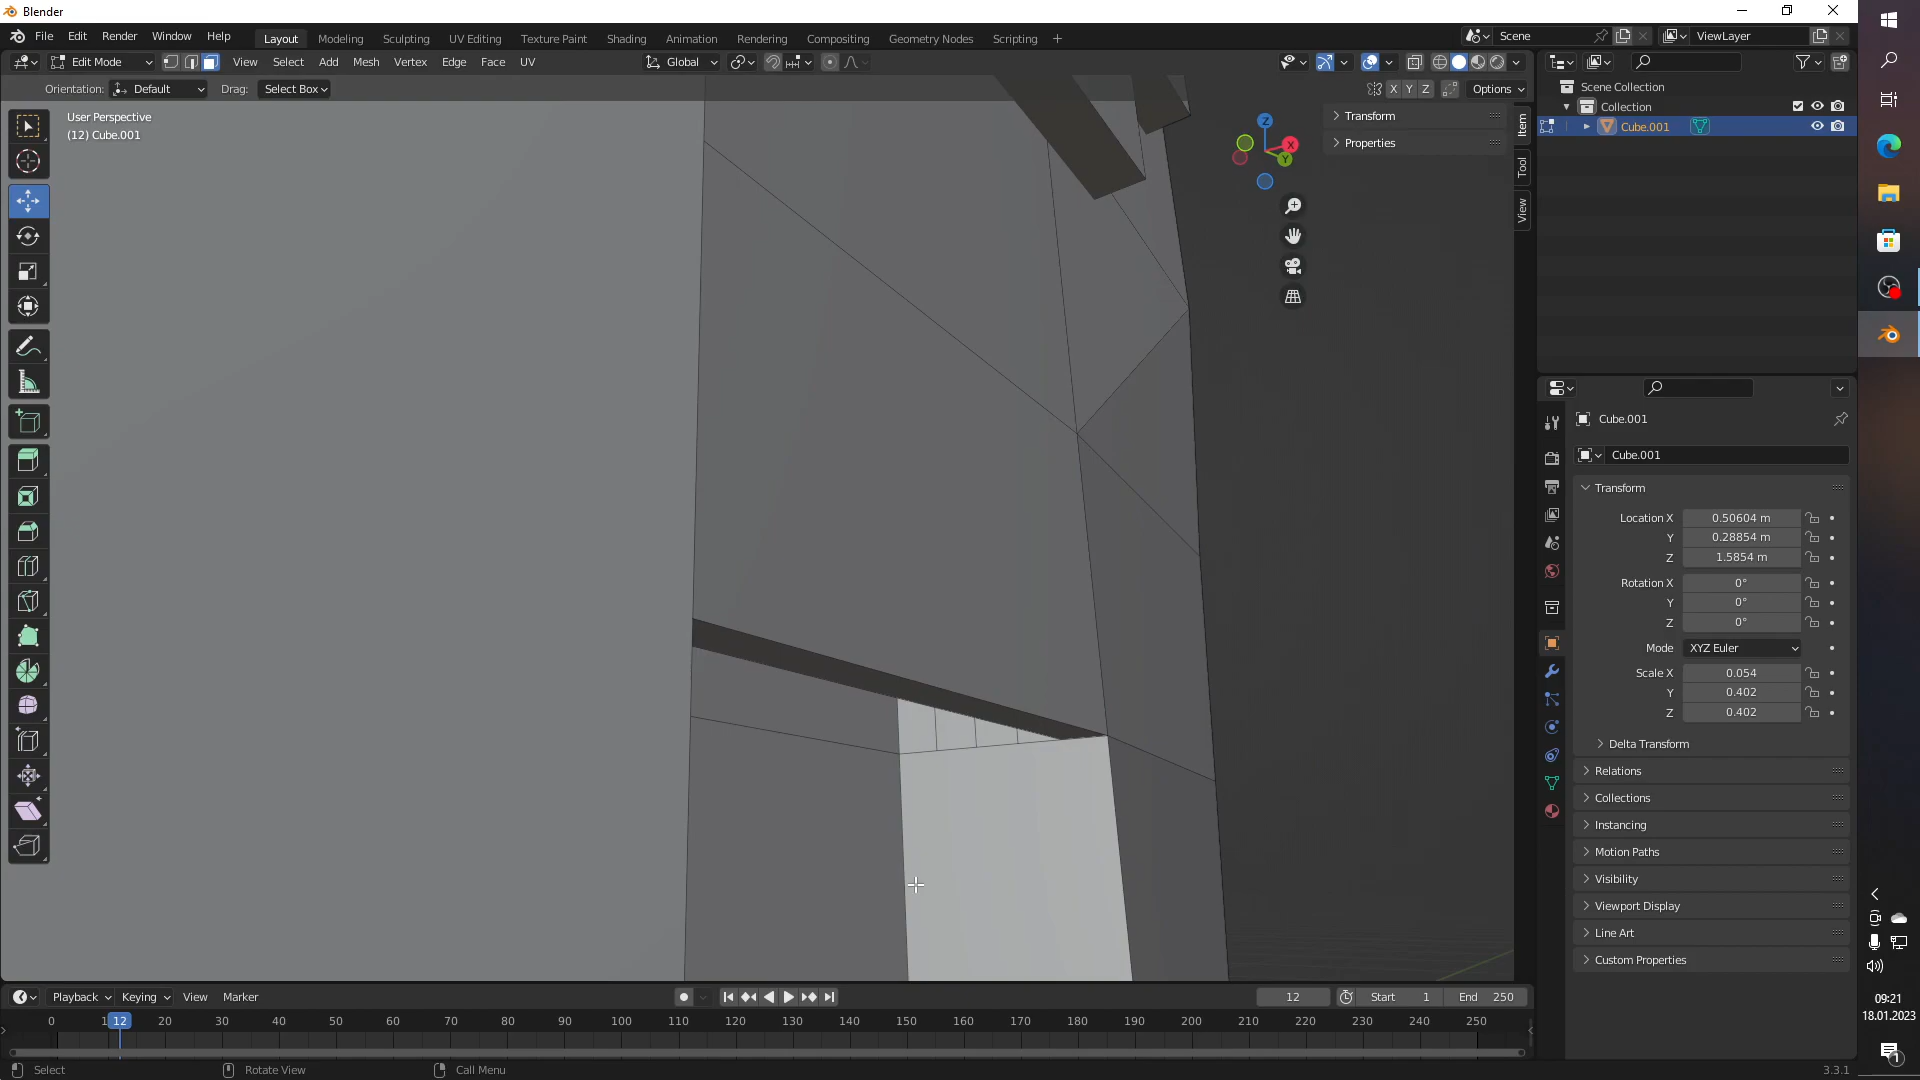 Blender
File Edit Render Window Help
Layout Modeling Sculpting UV Editing Texture Paint Shading Animation Rendering Compositing Geometry Nodes Scripting +
Scene
ViewLayer
Edit Mode
View Select Add Mesh Vertex Edge Face UV
Global
Orientation: Default
Drag: Select Box
X Y Z
Options
User Perspective
(12) Cube.001
Z
X
Y
Transform
Properties
Item
Tool
View
Scene Collection
Collection
Cube.001
Cube.001
Cube.001
Transform
Location X 0.50604 m
Y 0.28854 m
Z 1.5854 m
Rotation X 0°
Y 0°
Z 0°
Mode XYZ Euler
Scale X 0.054
Y 0.402
Z 0.402
Delta Transform
Relations
Collections
Instancing
Motion Paths
Visibility
Viewport Display
Line Art
Custom Properties
Playback Keying View Marker
12
Start 1
End 250
0 1 12 20 30 40 50 60 70 80 90 100 110 120 130 140 150 160 170 180 190 200 210 220 230 240 250
Select
Rotate View
Call Menu
3.3.1
09:21
18.01.2023
1